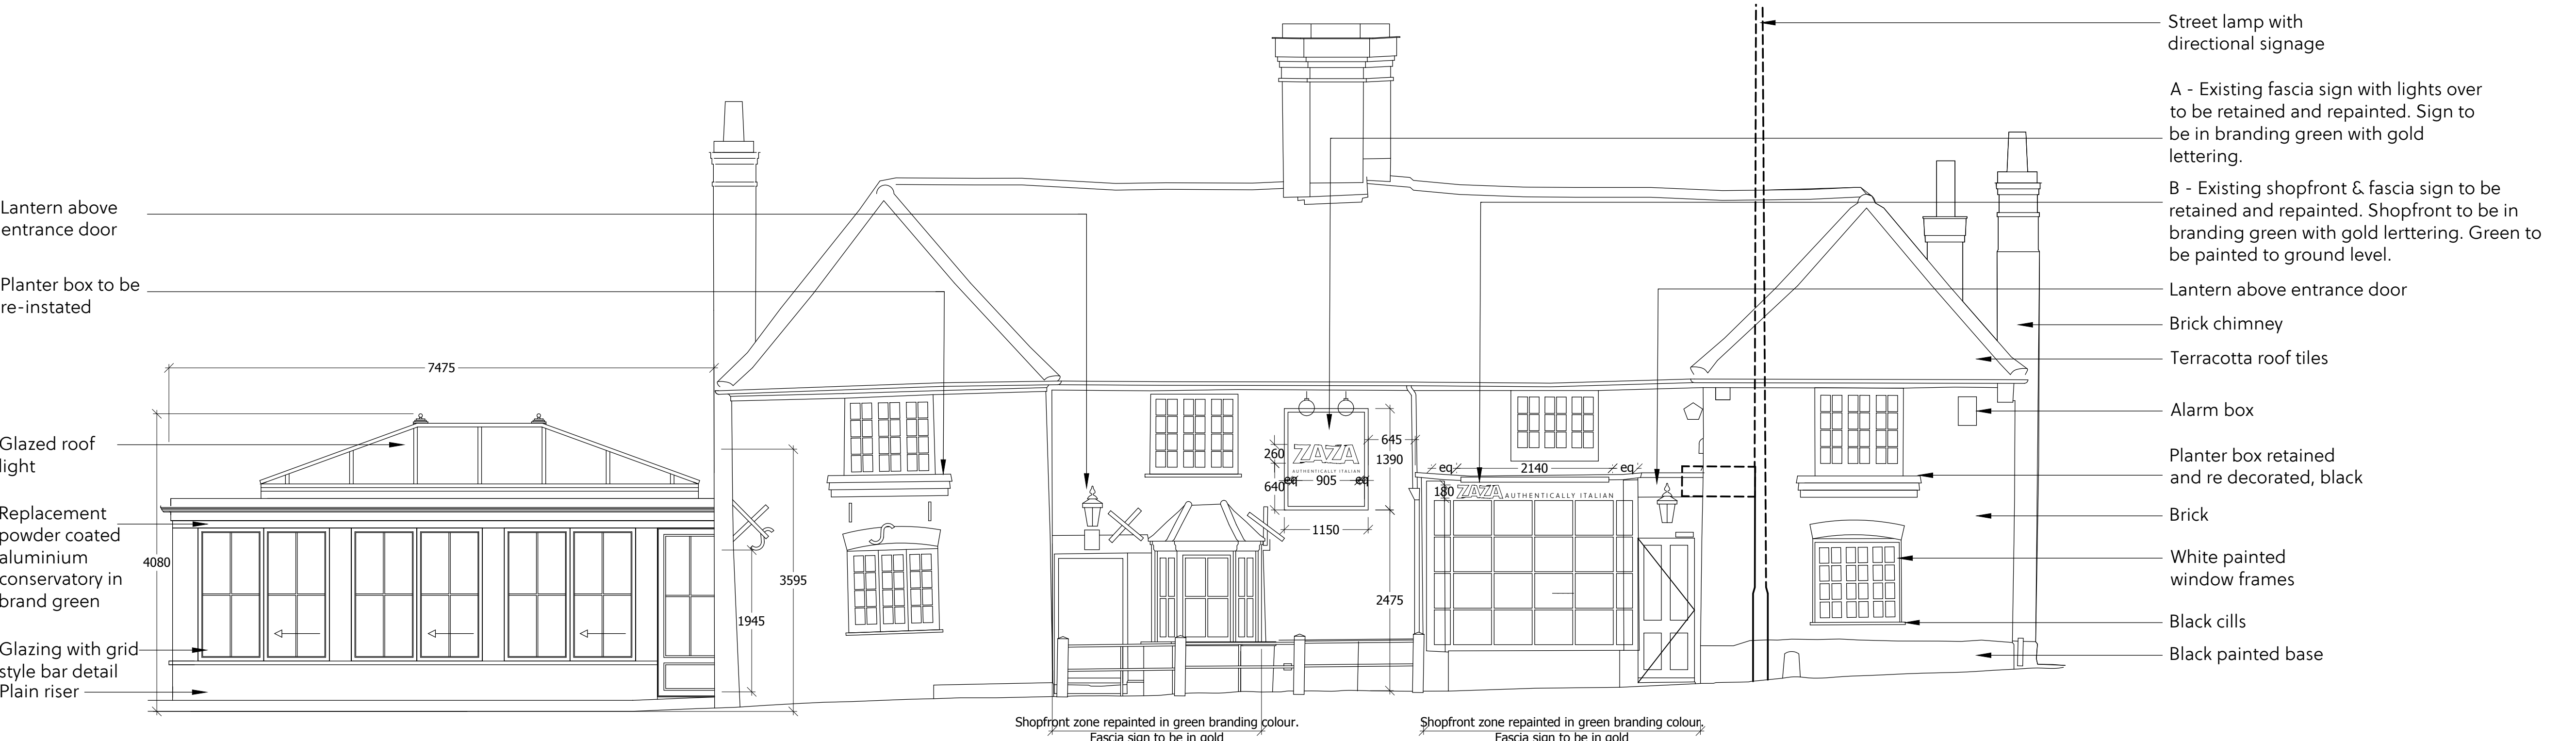 Street lamp with
directional signage
A - Existing fascia sign with lights over
to be retained and repainted. Sign to
be in branding green with gold
lettering.
B - Existing shopfront & fascia sign to be
retained and repainted. Shopfront to be in
branding green with gold lerttering. Green to
be painted to ground level.
Lantern above entrance door
Brick chimney
Terracotta roof tiles
Alarm box
Planter box retained
and re decorated, black
Brick
White painted
window frames
Black cills
Black painted base
Lantern above
entrance door
Planter box to be
re-instated
Glazed roof
light
Replacement
powder coated
aluminium
conservatory in
brand green
Glazing with grid
style bar detail
Plain riser
7475
4080
3595
1945
ZAZA
AUTHENTICALLY ITALIAN
260
640
eq
905
eq
1150
645
1390
2475
eq
2140
eq
180
ZAZA AUTHENTICALLY ITALIAN
Shopfront zone repainted in green branding colour.
Fascia sign to be in gold
Shopfront zone repainted in green branding colour.
Fascia sign to be in gold